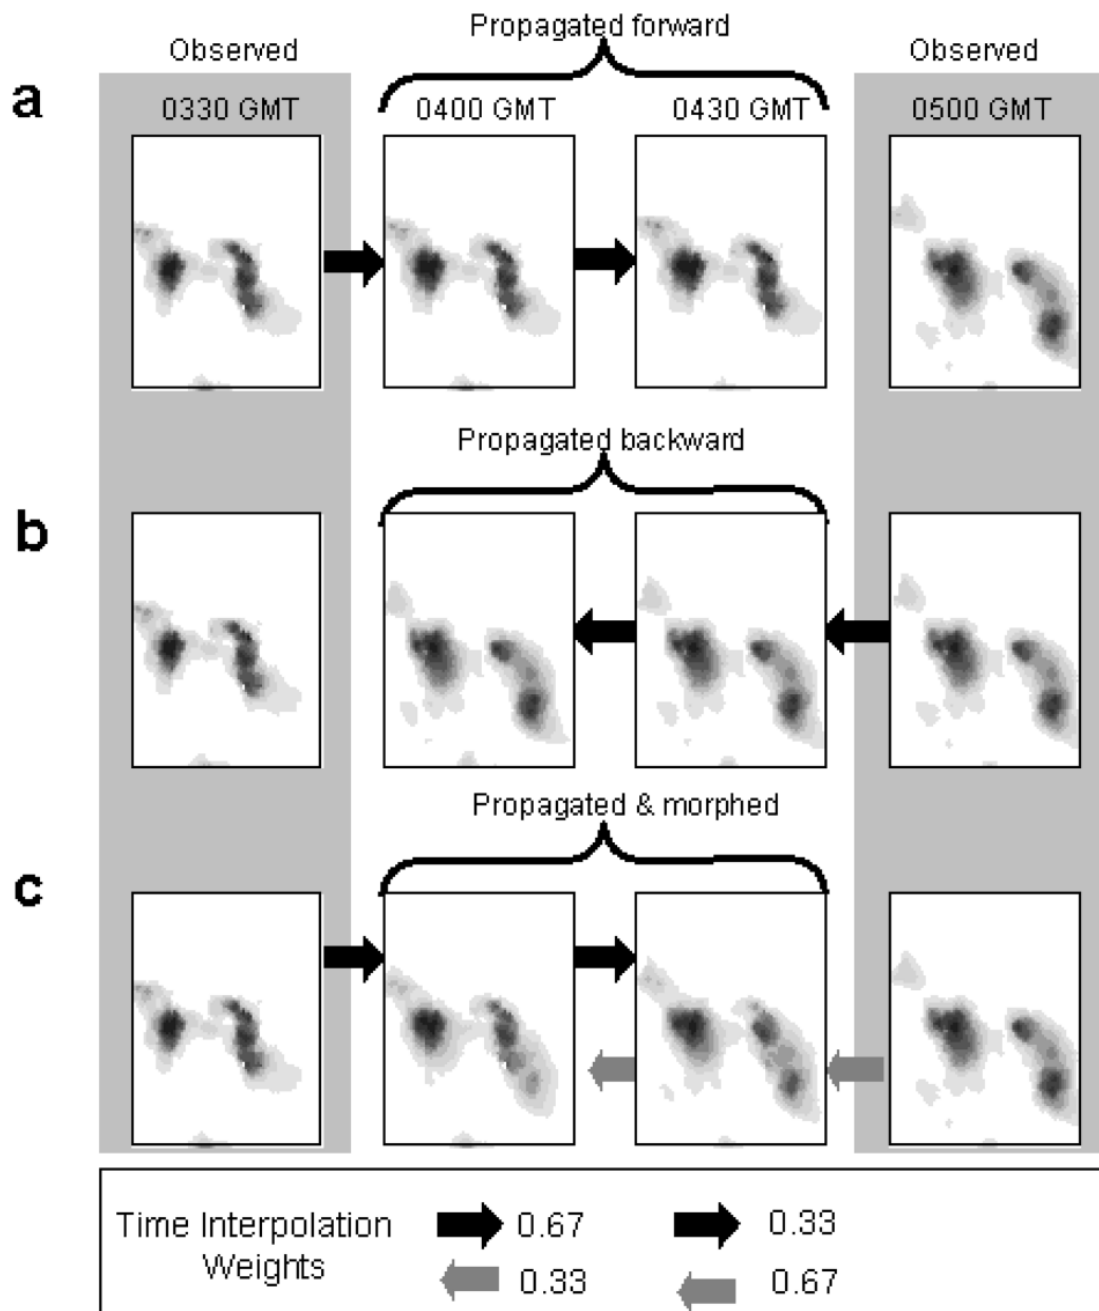 Propagated forward
Observed
Observed
a
0330 GMT
0400 GMT
0430 GMT
0500 GMT
Propagated backward
b
Propagated & morphed
c
Time Interpolation
Weights
0.67
0.33
0.33
0.67